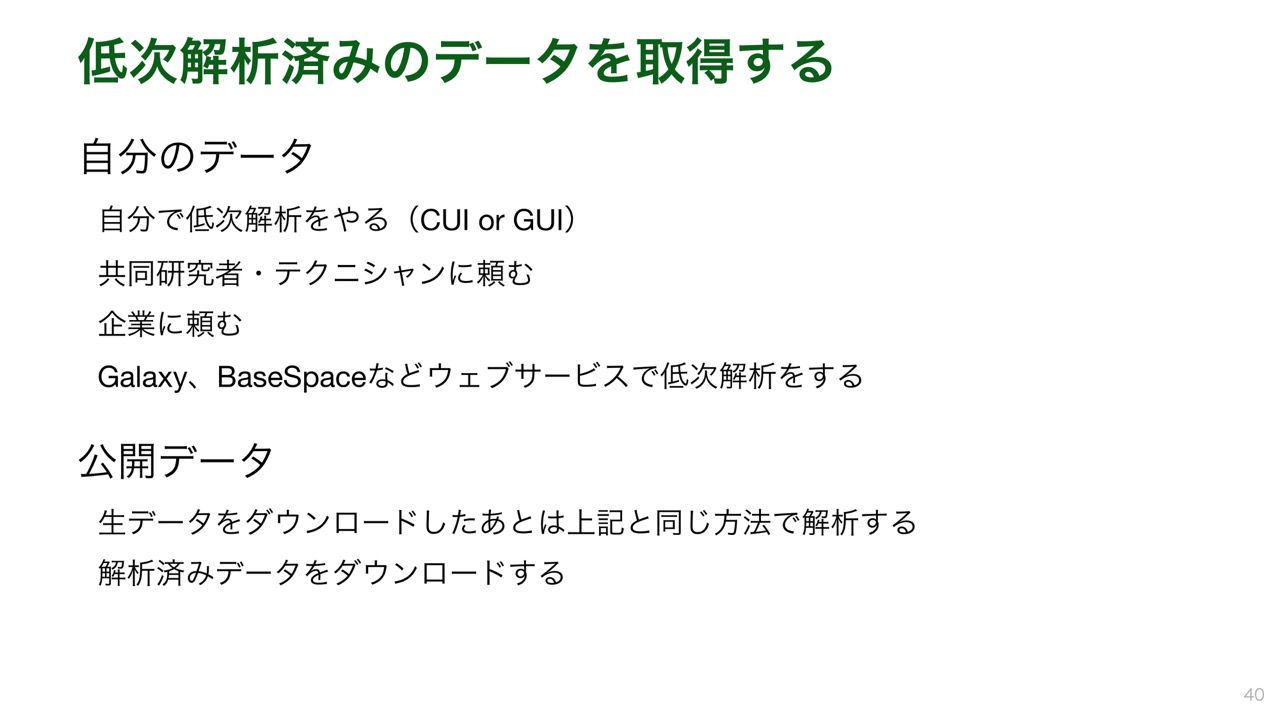 低次解析済みのデータを取得する
自分のデータ
自分で低次解析をやる（CUI or GUI）
共同研究者・テクニシャンに頼む
企業に頼む
Galaxy、BaseSpaceなどウェブサービスで低次解析をする
公開データ
生データをダウンロードしたあとは上記と同じ方法で解析する
解析済みデータをダウンロードする
40